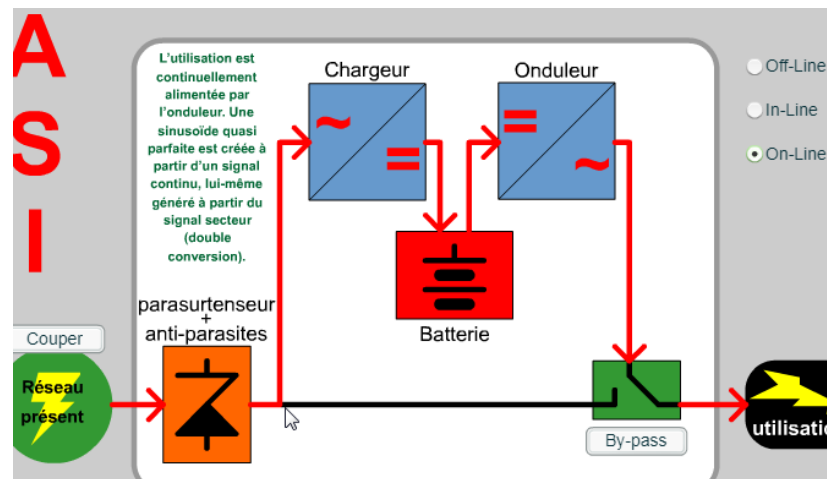 A
S
I
L'utilisation est
continuellement
alimentée par
l'onduleur. Une
sinusoïde quasi
parfaite est créée à
partir d'un signal
continu, lui-même
généré à partir du
signal secteur
(double
conversion).
Chargeur
~
=
Onduleur
=
~
Off-Line
In-Line
On-Line
Batterie
parasurtenseur
+
anti-parasites
Couper
Réseau
présent
By-pass
utilisatio